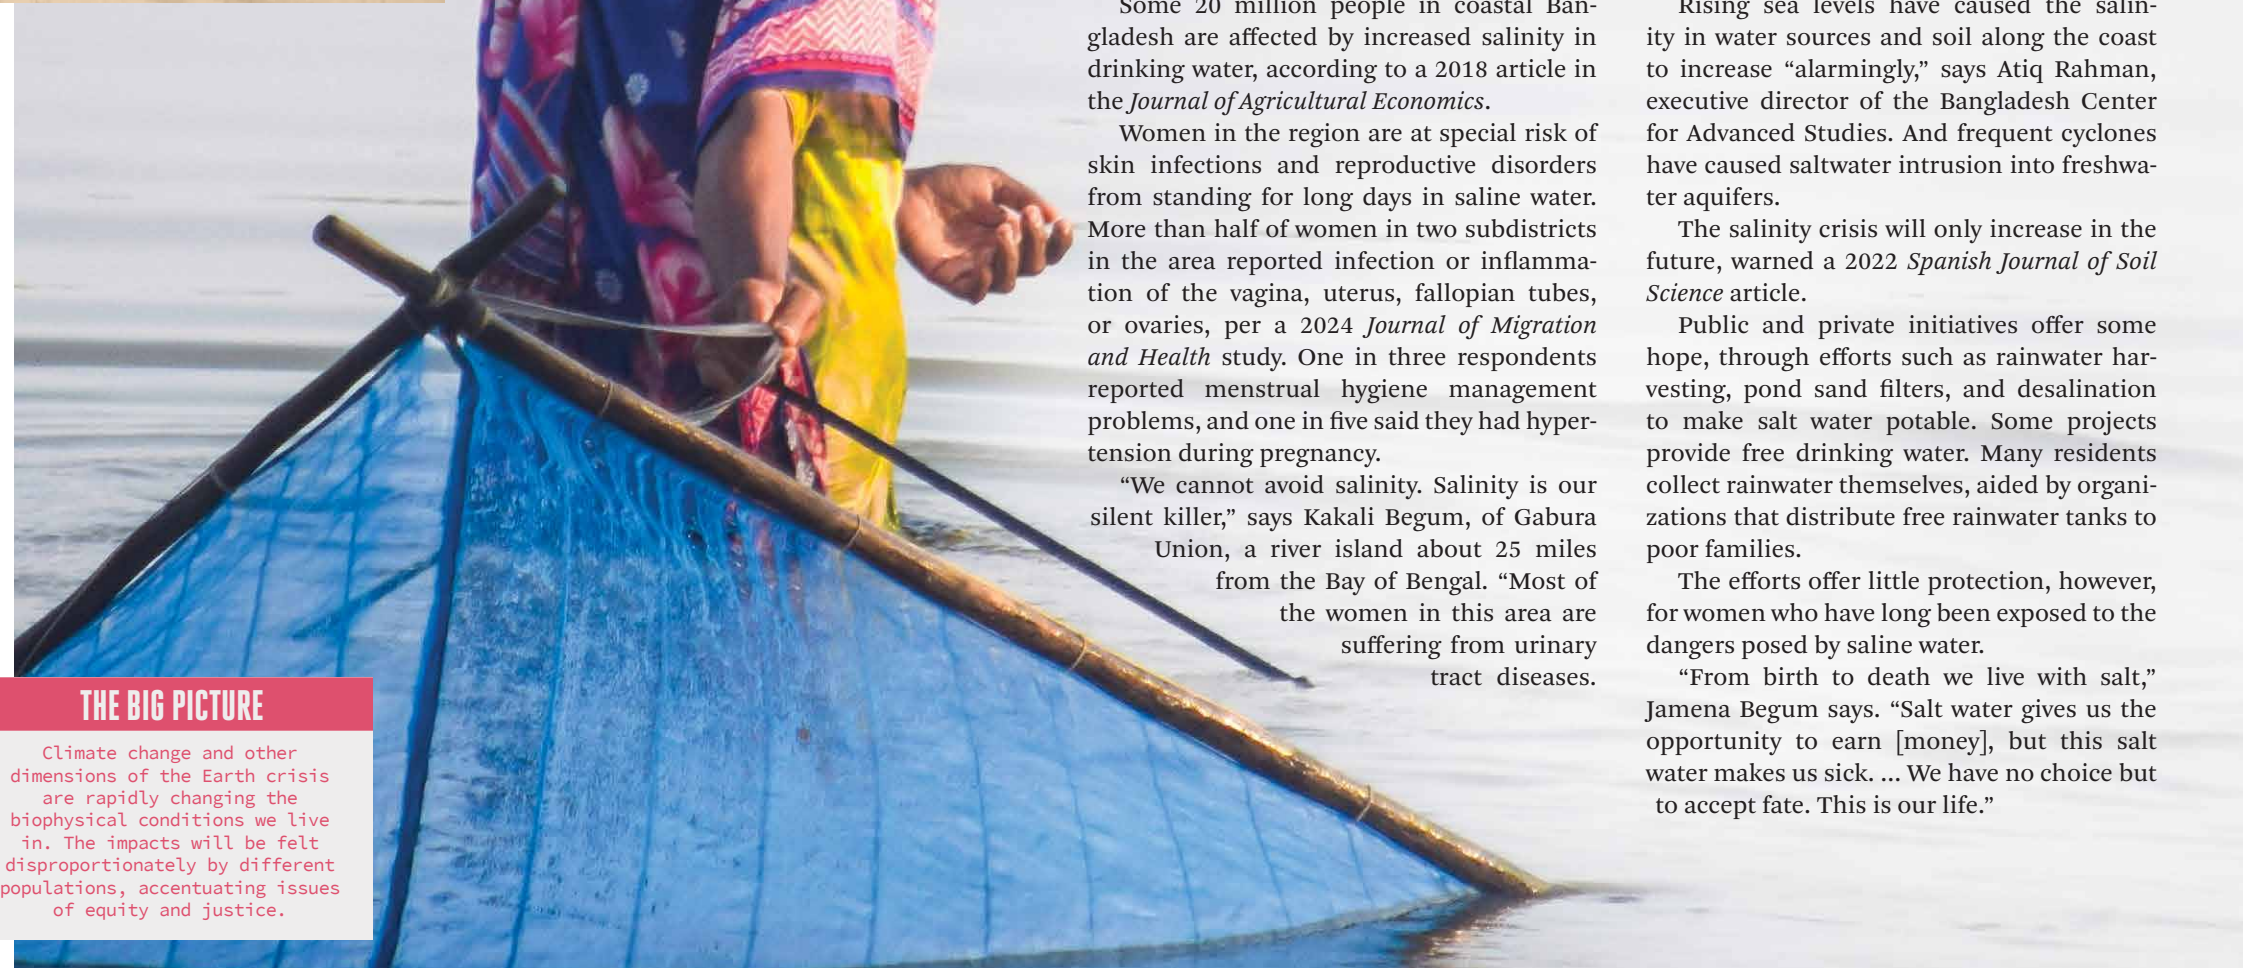 Some 20 million people in coastal Ban-
gladesh are affected by increased salinity in
drinking water, according to a 2018 article in
the Journal of Agricultural Economics.
Women in the region are at special risk of
skin infections and reproductive disorders
from standing for long days in saline water.
More than half of women in two subdistricts
in the area reported infection or inflamma-
tion of the vagina, uterus, fallopian tubes,
or ovaries, per a 2024 Journal of Migration
and Health study. One in three respondents
reported menstrual hygiene management
problems, and one in five said they had hyper-
tension during pregnancy.
“We cannot avoid salinity. Salinity is our
silent killer,” says Kakali Begum, of Gabura
Union, a river island about 25 miles
from the Bay of Bengal. “Most of
the women in this area are
suffering from urinary
tract diseases.
Rising sea levels have caused the salin-
ity in water sources and soil along the coast
to increase “alarmingly,” says Atiq Rahman,
executive director of the Bangladesh Center
for Advanced Studies. And frequent cyclones
have caused saltwater intrusion into freshwa-
ter aquifers.
The salinity crisis will only increase in the
future, warned a 2022 Spanish Journal of Soil
Science article.
Public and private initiatives offer some
hope, through efforts such as rainwater har-
vesting, pond sand filters, and desalination
to make salt water potable. Some projects
provide free drinking water. Many residents
collect rainwater themselves, aided by organi-
zations that distribute free rainwater tanks to
poor families.
The efforts offer little protection, however,
for women who have long been exposed to the
dangers posed by saline water.
“From birth to death we live with salt,”
Jamena Begum says. “Salt water gives us the
opportunity to earn [money], but this salt
water makes us sick. ... We have no choice but
to accept fate. This is our life.”
THE BIG PICTURE
Climate change and other
dimensions of the Earth crisis
are rapidly changing the
biophysical conditions we live
in. The impacts will be felt
disproportionately by different
populations, accentuating issues
of equity and justice.